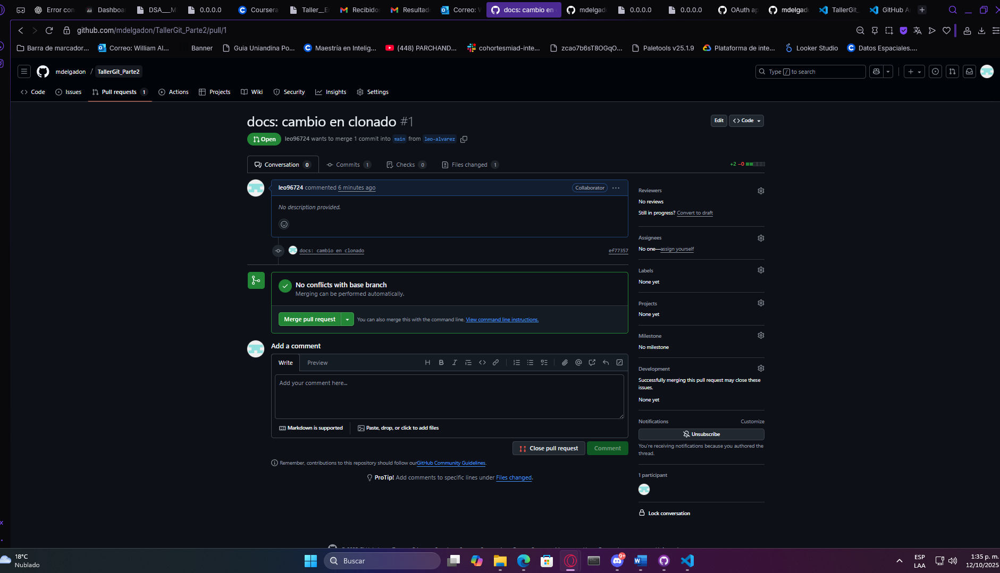 Error con
Dashboa
DSA___M
0.0.0.0
Coursera
Taller__E
Recibidos
Resultad
Correo: W
docs: cambio en
mdelgad
0.0.0.0
0.0.0.0
OAuth ap
mdelgad
TallerGit_
GitHub A
github.com/mdelgadon/TallerGit_Parte2/pull/1
Barra de marcador...
Correo: William Al...
Banner
Guia Uniandina Po...
Maestría en Intelig...
(448) PARCHAND...
cohortesmiad-inte...
zcao7b6sT8OGqO...
Paletools v25.1.9
Plataforma de inte...
Looker Studio
Datos Espaciales....
mdelgadon / TallerGit_Parte2
Type / to search
Code
Issues
Pull requests 1
Actions
Projects
Wiki
Security
Insights
Settings
docs: cambio en clonado #1
Edit
Code
Open
leo96724 wants to merge 1 commit into main from leo-alvarez
Conversation 0
Commits 1
Checks 0
Files changed 1
+2 −0
leo96724 commented 6 minutes ago
Collaborator
No description provided.
docs: cambio en clonado
ef77357
No conflicts with base branch
Merging can be performed automatically.
Merge pull request
You can also merge this with the command line. View command line instructions.
Add a comment
Write
Preview
Add your comment here...
Markdown is supported
Paste, drop, or click to add files
Close pull request
Comment
Remember, contributions to this repository should follow our GitHub Community Guidelines.
ProTip! Add comments to specific lines under Files changed.
Reviewers
No reviews
Still in progress? Convert to draft
Assignees
No one—assign yourself
Labels
None yet
Projects
None yet
Milestone
No milestone
Development
Successfully merging this pull request may close these
issues.
None yet
Notifications
Customize
Unsubscribe
You're receiving notifications because you authored the
thread.
1 participant
Lock conversation
18°C
Nublado
Buscar
9+
ESP
LAA
1:35 p. m.
12/10/2025